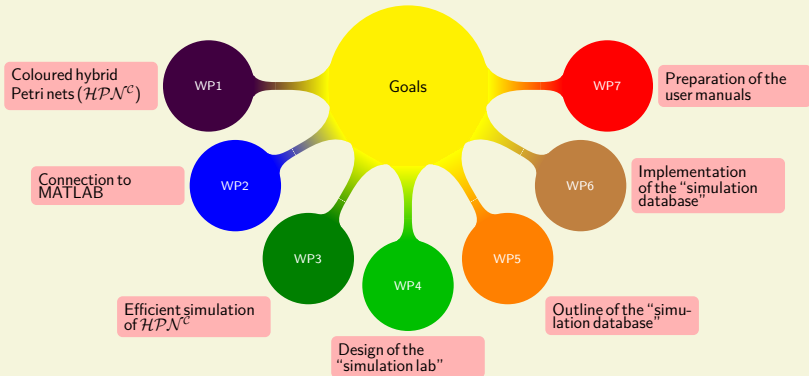 Goals
WP1
Coloured hybrid
Petri nets (𝓗𝓟𝓝^𝓒)
WP2
Connection to
MATLAB
WP3
Efficient simulation
of 𝓗𝓟𝓝^𝓒
WP4
Design of the
“simulation lab”
WP5
Outline of the “simu-
lation database”
WP6
Implementation
of the “simulation
database”
WP7
Preparation of the
user manuals